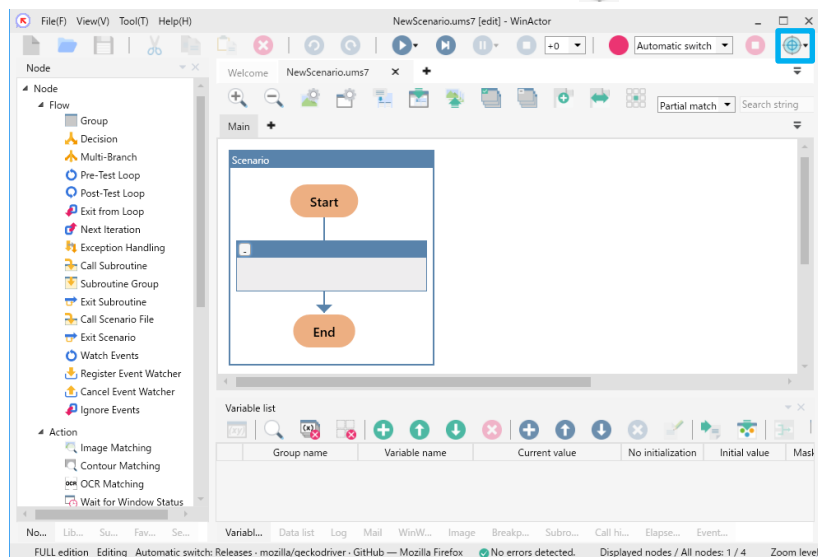 File(F) View(V) Tool(T) Help(H) NewScenario.ums7 [edit] - WinActor
+0 Automatic switch
Node
Welcome NewScenario.ums7
Node
Flow
Group
Decision
Multi-Branch
Pre-Test Loop
Post-Test Loop
Exit from Loop
Next Iteration
Exception Handling
Call Subroutine
Subroutine Group
Exit Subroutine
Call Scenario File
Exit Scenario
Watch Events
Register Event Watcher
Cancel Event Watcher
Ignore Events
Action
Image Matching
Contour Matching
OCR OCR Matching
Wait for Window Status
No... Lib... Su... Fav... Se...
Partial match Search string
Main
Scenario
Start
End
Variable list
Group name Variable name Current value No initialization Initial value Mask
Variabl... Data list Log Mail WinW... Image Breakp... Subro... Call hi... Elapse... Event...
FULL edition Editing Automatic switch: Releases · mozilla/geckodriver · GitHub — Mozilla Firefox No errors detected. Displayed nodes / All nodes: 1 / 4 Zoom leve